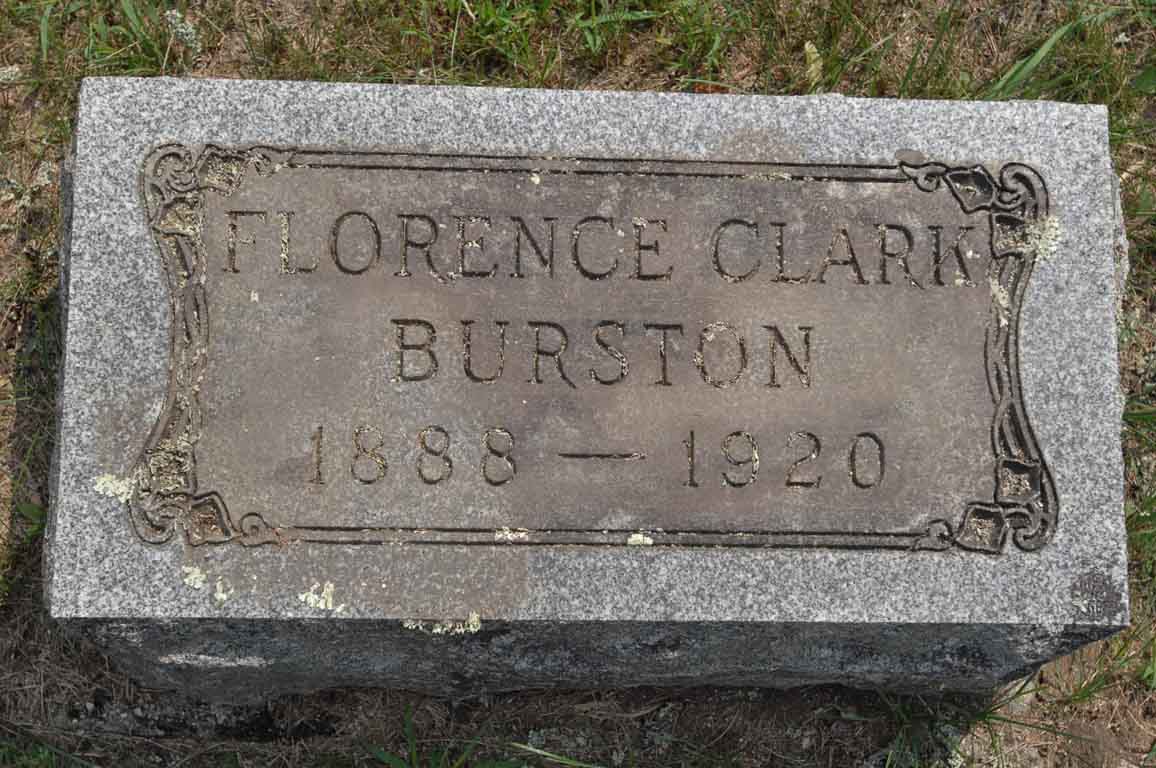 FLORENCE CLARK
BURSTON
1888 — 1920